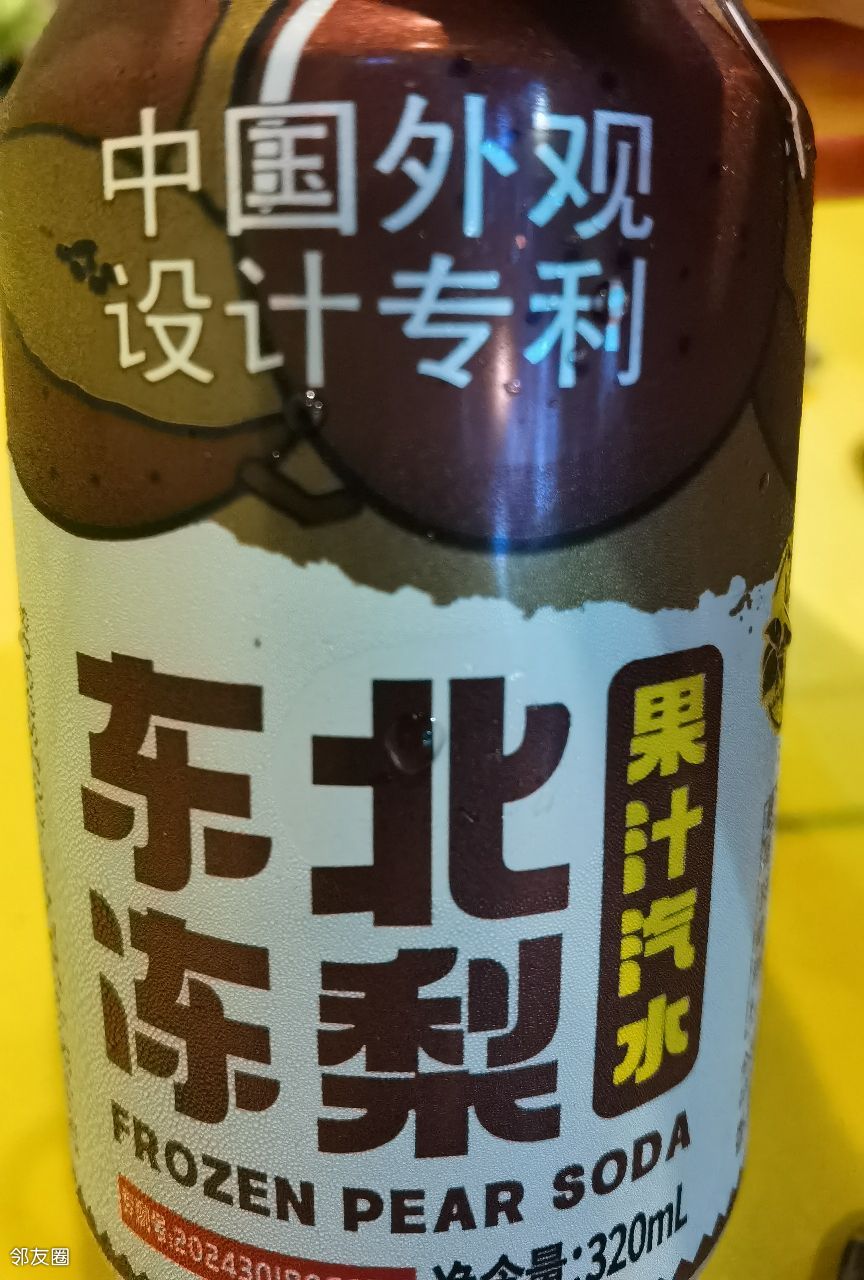 中国外观
设计专利
东北
冻梨
果汁汽水
FROZEN PEAR SODA
净含量:320mL
邻友圈